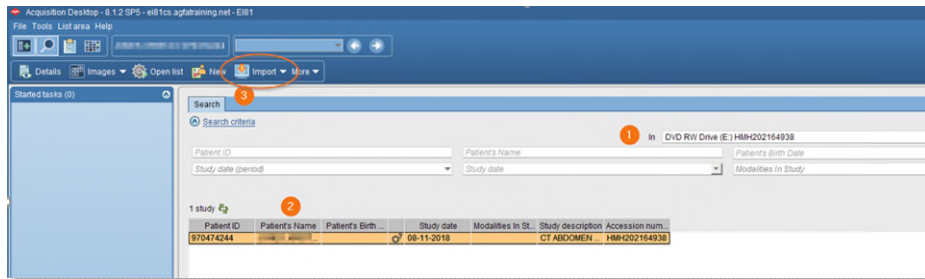 Acquisition Desktop - 8.1.2 SP5 - ei81cs.agfatraining.net - EI81
File Tools List area Help
Details Images Open list New Import More
Started tasks (0)
3
Search
Search criteria
1 In DVD RW Drive (E:) HMH202164938
Patient ID Patient's Name Patient's Birth Date
Study date (period) Study date Modalities In Study
1 study 2
Patient ID Patient's Name Patient's Birth ... Study date Modalities In St... Study description Accession num...
970474244 08-11-2018 CT ABDOMEN ... HMH202164938